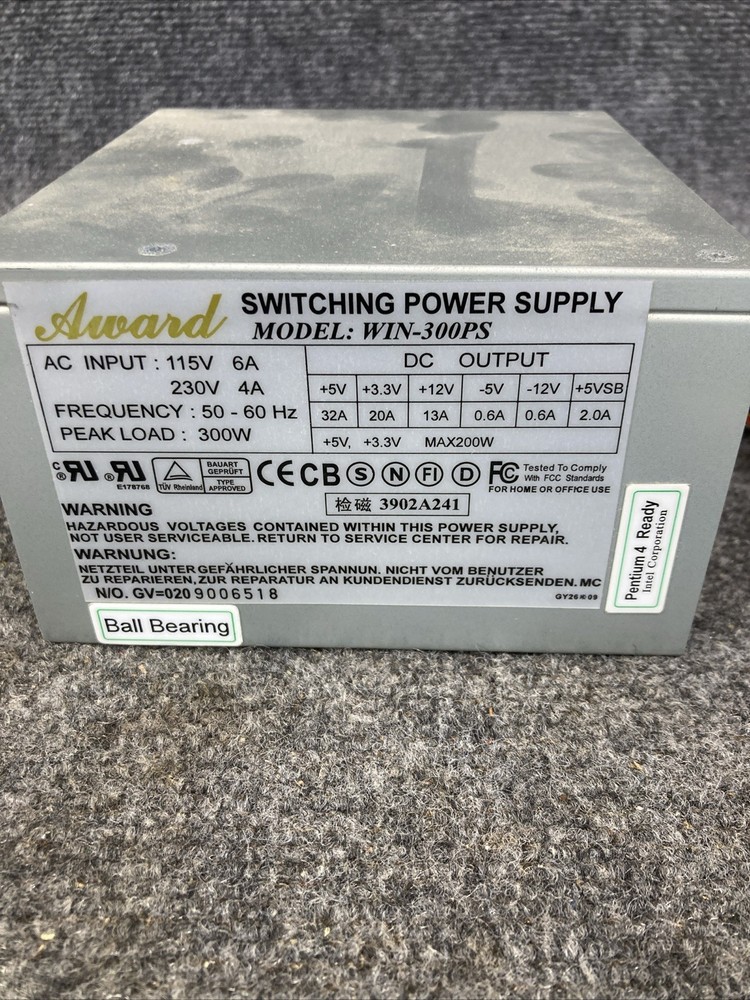 Award SWITCHING POWER SUPPLY
MODEL: WIN-300PS
AC INPUT : 115V 6A
230V 4A
FREQUENCY : 50 - 60 Hz
PEAK LOAD : 300W
DC OUTPUT
+5V +3.3V +12V -5V -12V +5VSB
32A 20A 13A 0.6A 0.6A 2.0A
+5V, +3.3V MAX200W
E178768
TÜV Rheinland
BAUART
GEPRÜFT
TYPE
APPROVED
CE CB S N FI D FC
Tested To Comply
With FCC Standards
FOR HOME OR OFFICE USE
检磁 3902A241
WARNING
HAZARDOUS VOLTAGES CONTAINED WITHIN THIS POWER SUPPLY,
NOT USER SERVICEABLE. RETURN TO SERVICE CENTER FOR REPAIR.
WARNUNG:
NETZTEIL UNTER GEFÄHRLICHER SPANNUN. NICHT VOM BENUTZER
ZU REPARIEREN, ZUR REPARATUR AN KUNDENDIENST ZURÜCKSENDEN. MC
N/O. GV=0209006518
Ball Bearing
Pentium 4 Ready
Intel Corporation